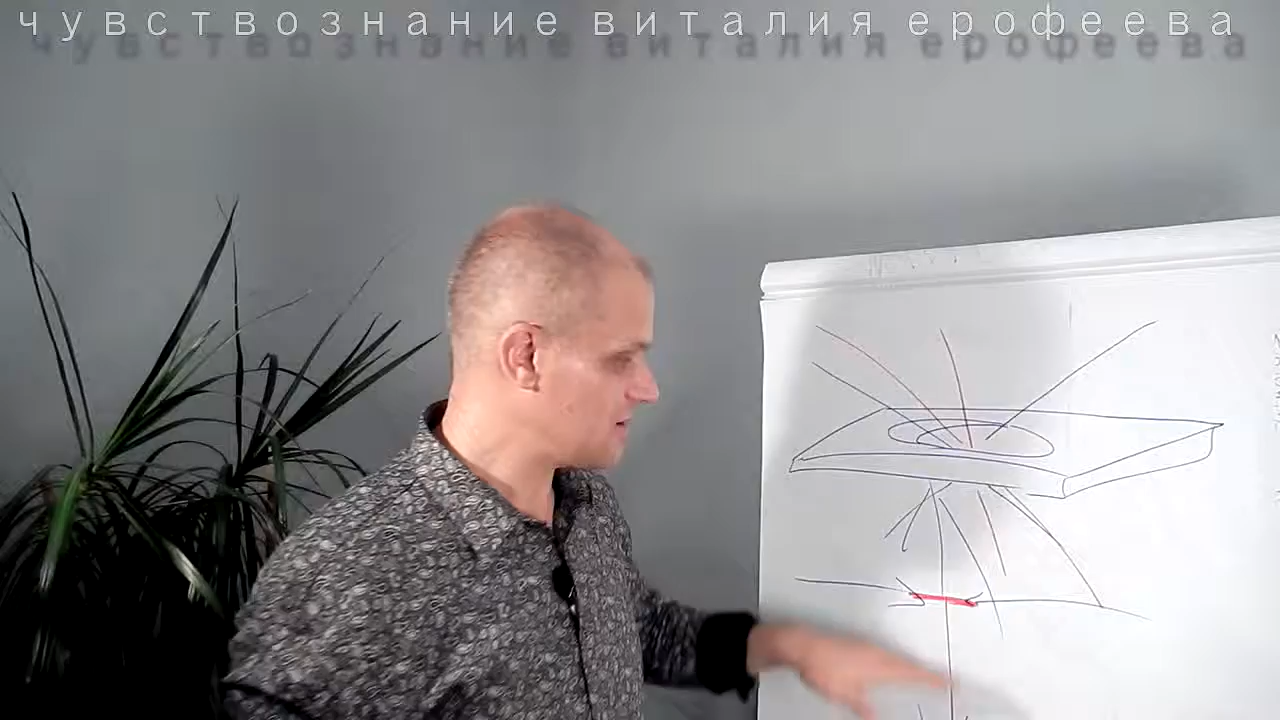 чувствознание виталия ерофеева